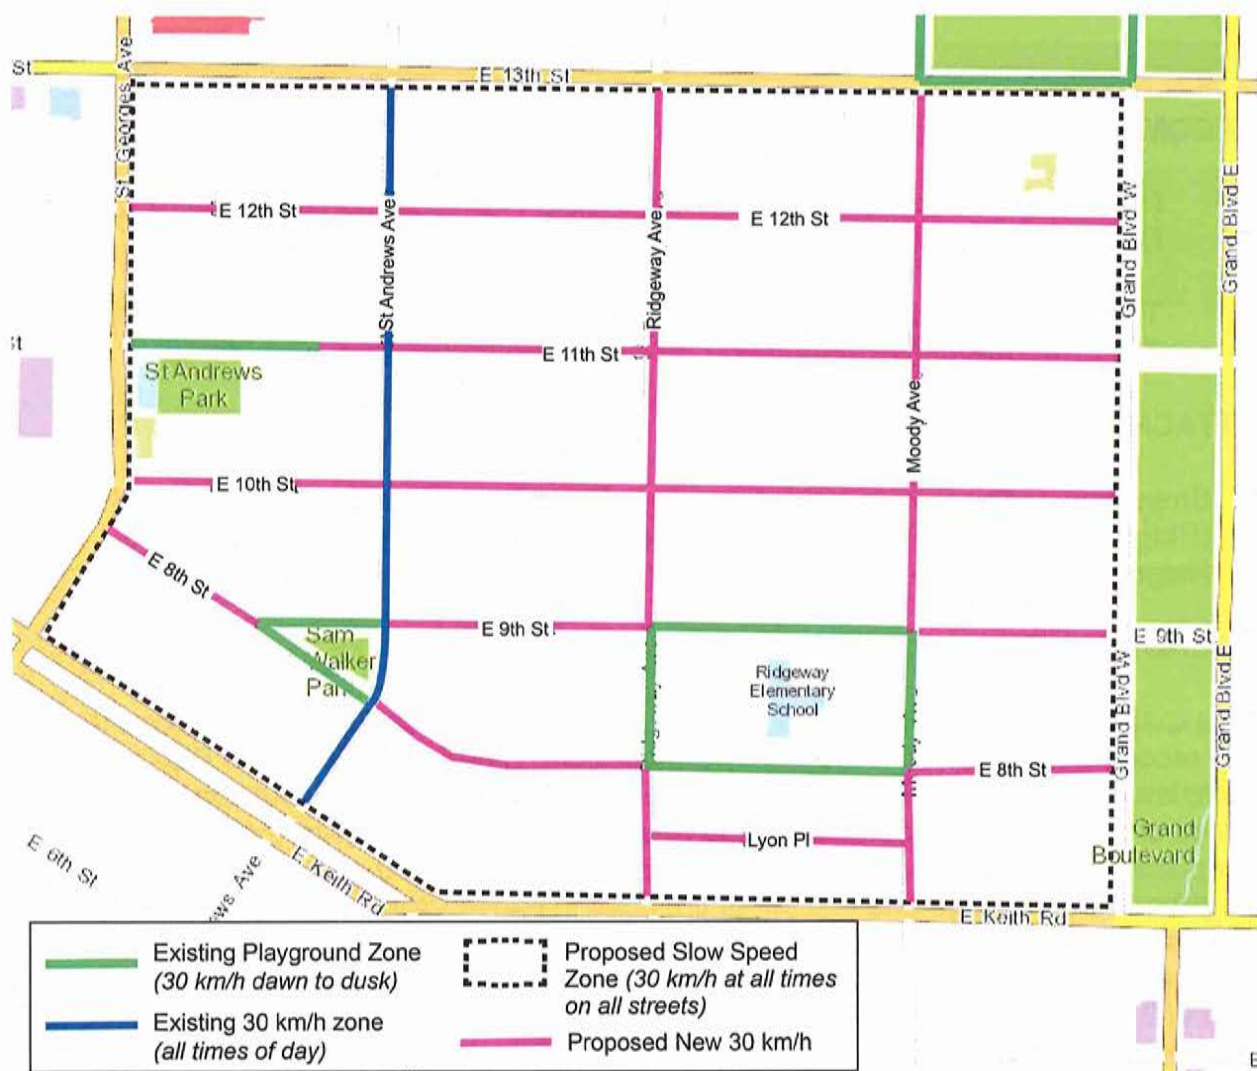 St
E 13th St
St Georges Ave
E 12th St
E 12th St
St Andrews Ave
Ridgeway Ave
Grand Blvd W
Grand Blvd E
St Andrews
Park
E 11th St
Moody Ave
E 10th St
E 8th St
Sam
Walker
Park
E 9th St
E 9th St
Ridgeway
Elementary
School
Grand Blvd W
Grand Blvd E
E 8th St
Lyon Pl
Grand
Boulevard
E 6th St
ws Ave
E Keith Rd
E Keith Rd
Existing Playground Zone
(30 km/h dawn to dusk)
Existing 30 km/h zone
(all times of day)
Proposed Slow Speed
Zone (30 km/h at all times
on all streets)
Proposed New 30 km/h